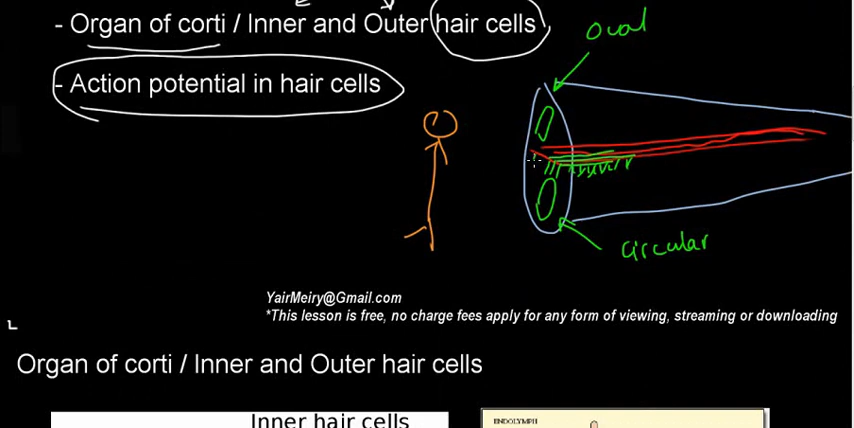 - Organ of corti / Inner and Outer hair cells
- Action potential in hair cells
Oval
Circular
YairMeiry@Gmail.com
*This lesson is free, no charge fees apply for any form of viewing, streaming or downloading
Organ of corti / Inner and Outer hair cells
Inner hair cells
ENDOLYMPH